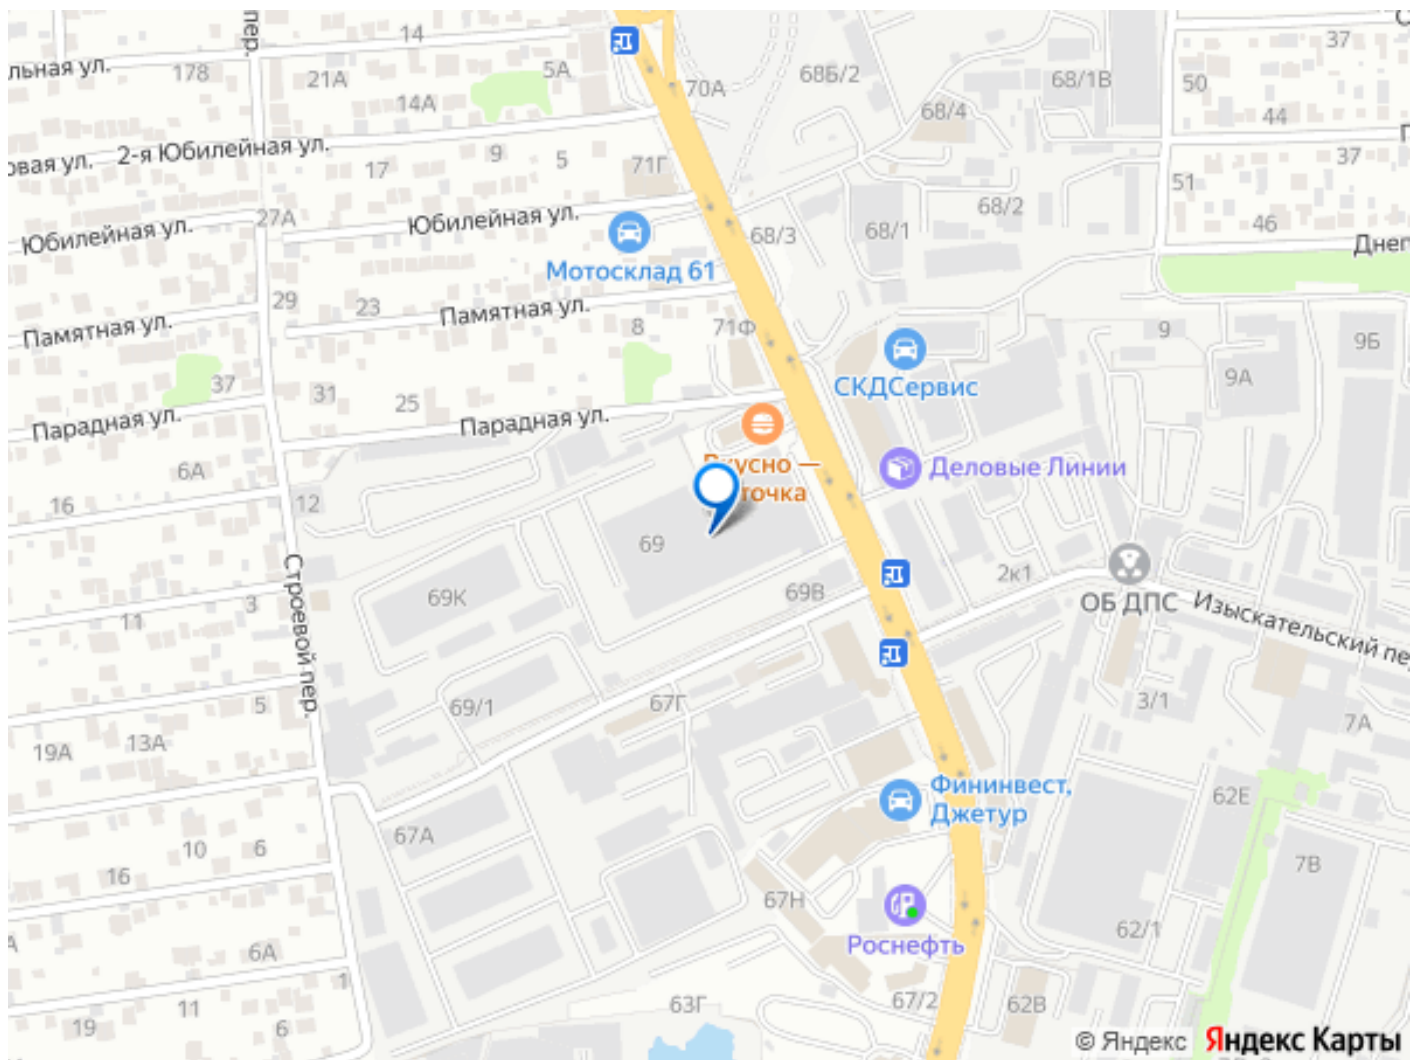 пер.
14
льная ул.
178
21А
5А
14А
70А
68Б/2
68/4
68/1В
37
50
44
37
51
46
Днеп
овая ул.
2-я Юбилейная ул.
17
9
5
71Г
27А
Юбилейная ул.
Юбилейная ул.
68/3
68/1
68/2
Мотосклад 61
29
23
Памятная ул.
Памятная ул.
8
71Ф
СКДСервис
9
9А
9Б
37
31
25
Парадная ул.
Парадная ул.
6А
16
12
Вкусно —
точка
Деловые Линии
69
69К
69В
2к1
ОБ ДПС
Изыскательский пе
Строевой пер.
3
11
5
69/1
67Г
3/1
7А
19А
13А
Фининвест,
Джетур
62Е
67А
10
6
16
7В
67Н
Роснефть
62/1
6А
1
11
19
6
63Г
67/2
62В
© Яндекс
Яндекс Карты